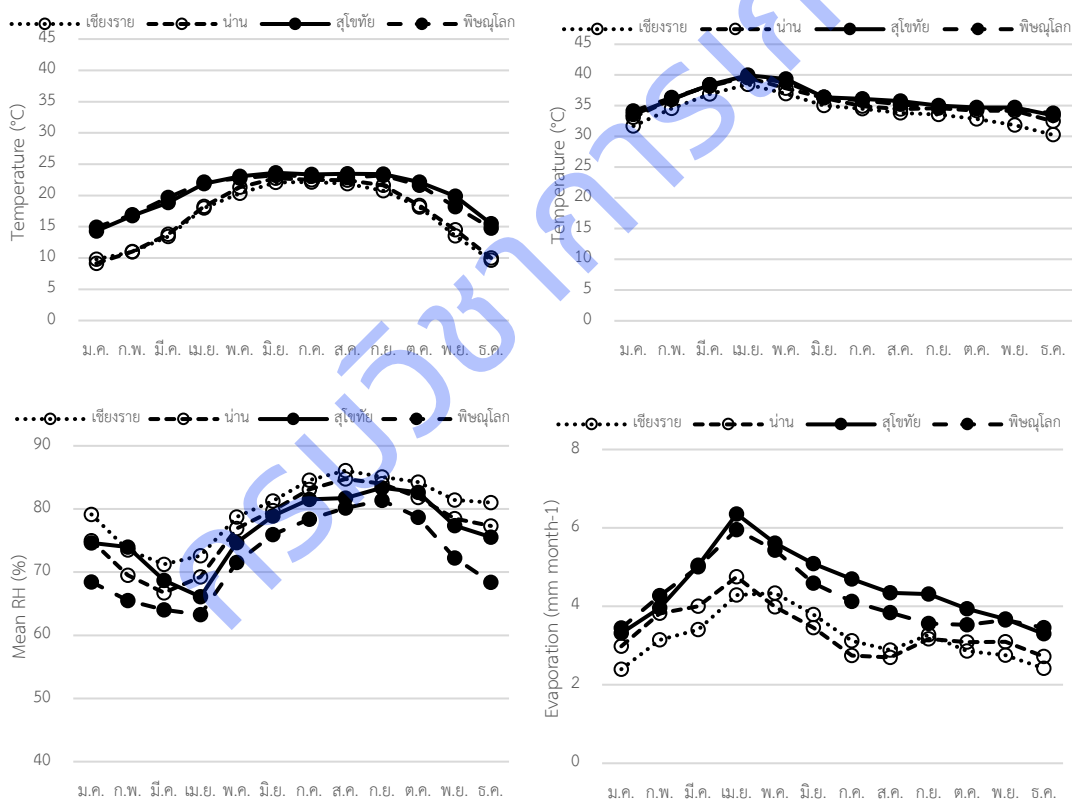 เชียงราย น่าน สุโขทัย พิษณุโลก
Temperature (°C)
45
40
35
30
25
20
15
10
5
0
ม.ค. ก.พ. มี.ค. เม.ย. พ.ค. มิ.ย. ก.ค. ส.ค. ก.ย. ต.ค. พ.ย. ธ.ค.
เชียงราย น่าน สุโขทัย พิษณุโลก
Temperature (°C)
45
40
35
30
25
20
15
10
5
0
ม.ค. ก.พ. มี.ค. เม.ย. พ.ค. มิ.ย. ก.ค. ส.ค. ก.ย. ต.ค. พ.ย. ธ.ค.
เชียงราย น่าน สุโขทัย พิษณุโลก
Mean RH (%)
90
80
70
60
50
40
ม.ค. ก.พ. มี.ค. เม.ย. พ.ค. มิ.ย. ก.ค. ส.ค. ก.ย. ต.ค. พ.ย. ธ.ค.
เชียงราย น่าน สุโขทัย พิษณุโลก
Evaporation (mm month-1)
8
6
4
2
0
ม.ค. ก.พ. มี.ค. เม.ย. พ.ค. มิ.ย. ก.ค. ส.ค. ก.ย. ต.ค. พ.ย. ธ.ค.
กรมวิชาการ